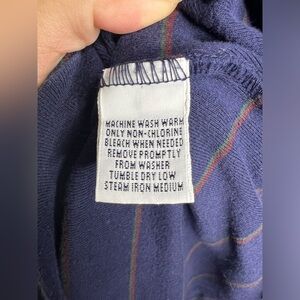 MACHINE WASH WARM
ONLY NON-CHLORINE
BLEACH WHEN NEEDED
REMOVE PROMPTLY
FROM WASHER
TUMBLE DRY LOW
STEAM IRON MEDIUM